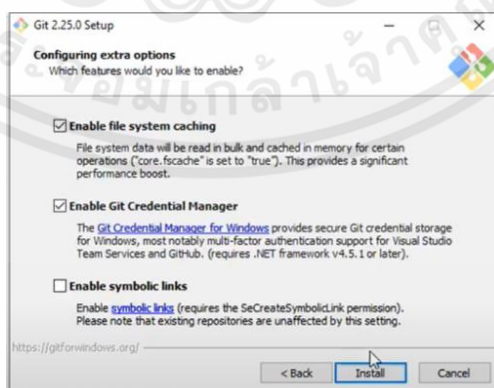 Git 2.25.0 Setup
Configuring extra options
Which features would you like to enable?
Enable file system caching
File system data will be read in bulk and cached in memory for certain
operations ("core.fscache" is set to "true"). This provides a significant
performance boost.
Enable Git Credential Manager
The Git Credential Manager for Windows provides secure Git credential storage
for Windows, most notably multi-factor authentication support for Visual Studio
Team Services and GitHub. (requires .NET framework v4.5.1 or later).
Enable symbolic links
Enable symbolic links (requires the SeCreateSymbolicLink permission).
Please note that existing repositories are unaffected by this setting.
https://gitforwindows.org/
< Back
Install
Cancel